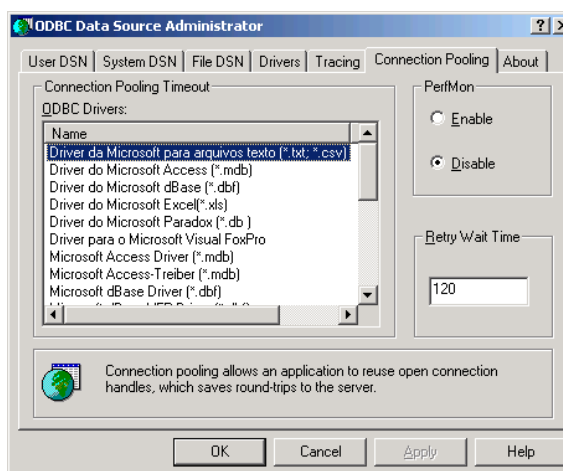 ODBC Data Source Administrator
User DSN System DSN File DSN Drivers Tracing Connection Pooling About
Connection Pooling Timeout
ODBC Drivers:
Name
Driver da Microsoft para arquivos texto (*.txt; *.csv)
Driver do Microsoft Access (*.mdb)
Driver do Microsoft dBase (*.dbf)
Driver do Microsoft Excel(*.xls)
Driver do Microsoft Paradox (*.db )
Driver para o Microsoft Visual FoxPro
Microsoft Access Driver (*.mdb)
Microsoft Access-Treiber (*.mdb)
Microsoft dBase Driver (*.dbf)
PerfMon
Enable
Disable
Retry Wait Time
120
Connection pooling allows an application to reuse open connection
handles, which saves round-trips to the server.
OK Cancel Apply Help